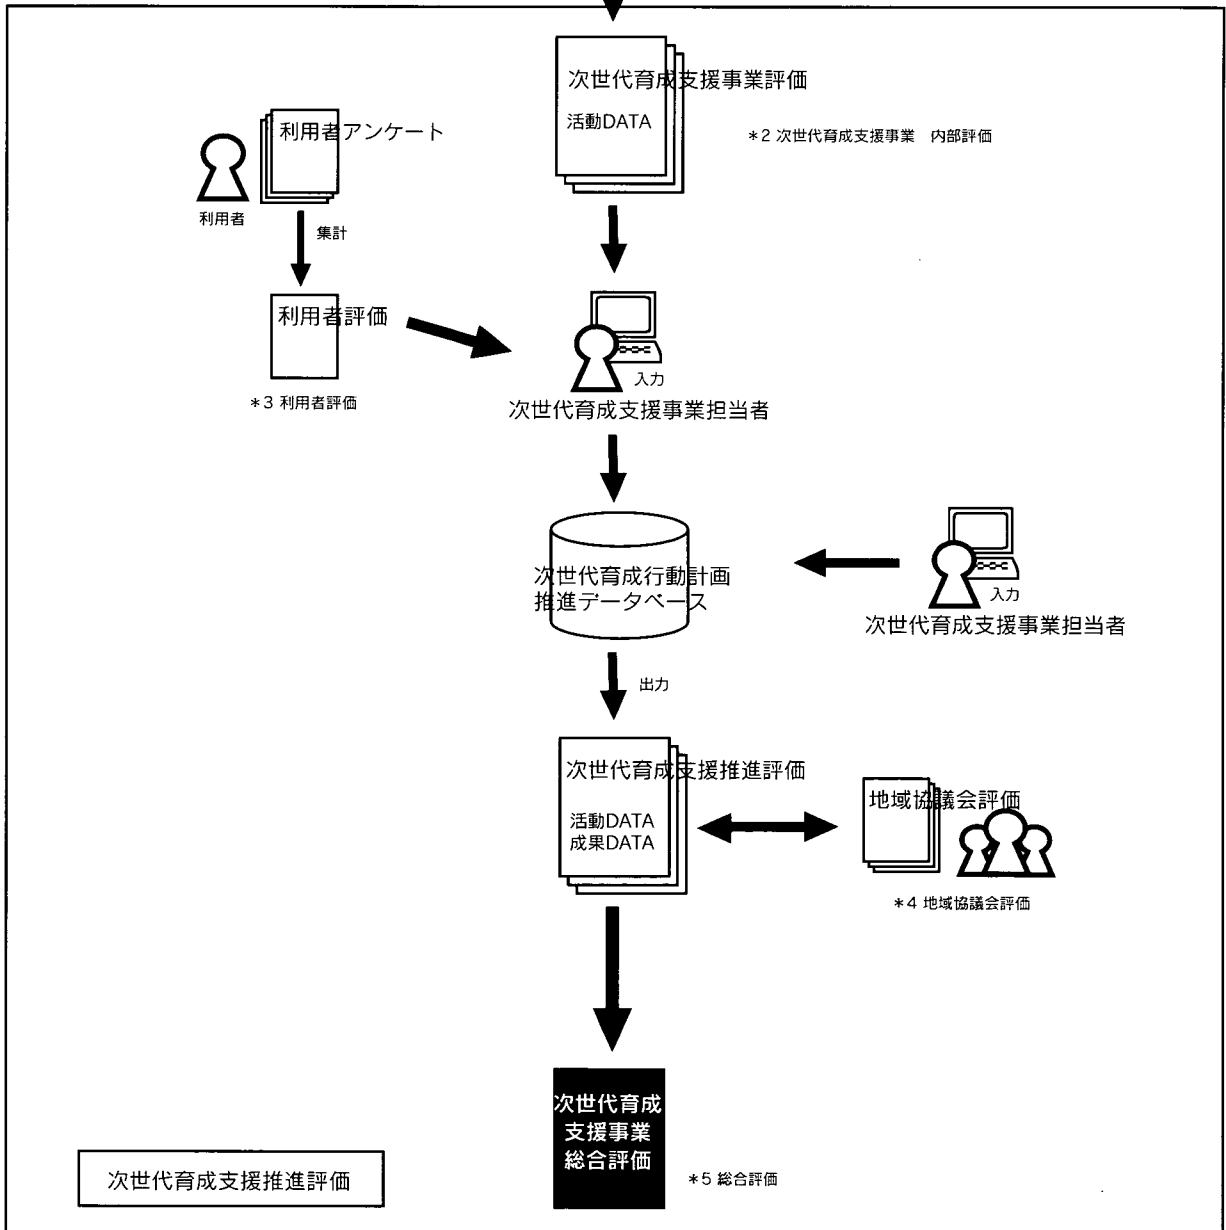 次世代育成支援事業評価
活動DATA
*2 次世代育成支援事業 内部評価
利用者アンケート
利用者
集計
利用者評価
*3 利用者評価
入力
次世代育成支援事業担当者
次世代育成行動計画
推進データベース
入力
次世代育成支援事業担当者
出力
次世代育成支援推進評価
活動DATA
成果DATA
地域協議会評価
*4 地域協議会評価
次世代育成
支援事業
総合評価
*5 総合評価
次世代育成支援推進評価